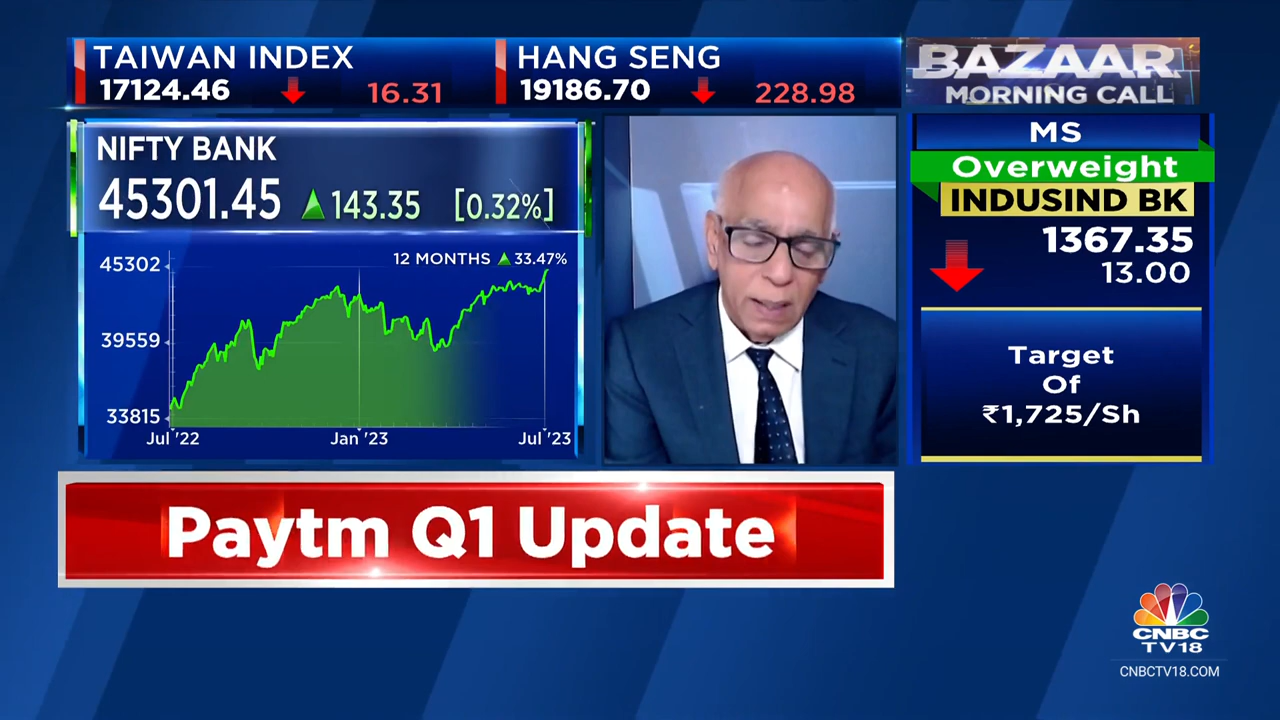 TAIWAN INDEX
17124.46 16.31
HANG SENG
19186.70 228.98
BAZAAR
MORNING CALL
NIFTY BANK
45301.45 143.35 [0.32%]
12 MONTHS 33.47%
45302
39559
33815
Jul '22 Jan '23 Jul '23
MS
Overweight
INDUSIND BK
1367.35
13.00
Target
Of
₹1,725/Sh
Paytm Q1 Update
CNBC
TV18
CNBCTV18.COM